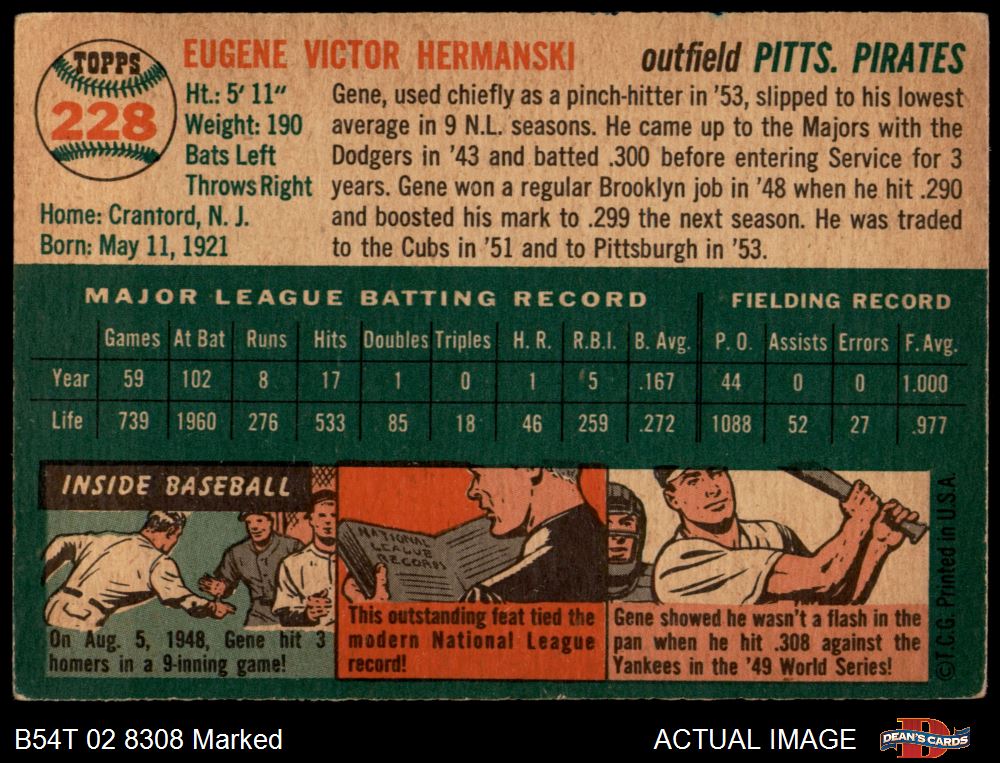 TOPPS
228
EUGENE VICTOR HERMANSKI
outfield PITTS. PIRATES
Ht.: 5' 11"
Weight: 190
Bats Left
Throws Right
Home: Cranford, N. J.
Born: May 11, 1921
Gene, used chiefly as a pinch-hitter in '53, slipped to his lowest
average in 9 N.L. seasons. He came up to the Majors with the
Dodgers in '43 and batted .300 before entering Service for 3
years. Gene won a regular Brooklyn job in '48 when he hit .290
and boosted his mark to .299 the next season. He was traded
to the Cubs in '51 and to Pittsburgh in '53.
MAJOR LEAGUE BATTING RECORD FIELDING RECORD
Games At Bat Runs Hits Doubles Triples H. R. R.B.I. B. Avg. P. O. Assists Errors F. Avg.
Year 59 102 8 17 1 0 1 5 .167 44 0 0 1.000
Life 739 1960 276 533 85 18 46 259 .272 1088 52 27 .977
INSIDE BASEBALL
On Aug. 5, 1948, Gene hit 3
homers in a 9-inning game!
NATIONAL
LEAGUE
RECORDS
This outstanding feat tied the
modern National League
record!
Gene showed he wasn't a flash in the
pan when he hit .308 against the
Yankees in the '49 World Series!
©T.C.G. Printed in U.S.A.
B54T 02 8308 Marked
ACTUAL IMAGE
D
DEAN'S CARDS